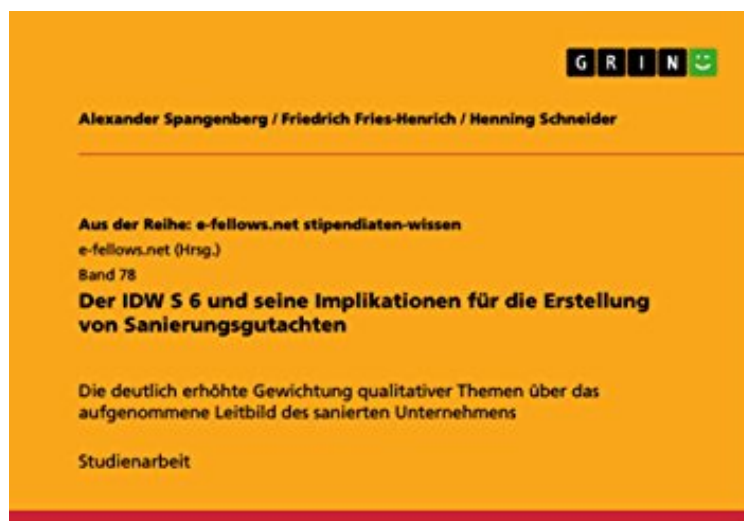 GRIN
Alexander Spangenberg / Friedrich Fries-Henrich / Henning Schneider
Aus der Reihe: e-fellows.net stipendiaten-wissen
e-fellows.net (Hrsg.)
Band 78
Der IDW S 6 und seine Implikationen für die Erstellung
von Sanierungsgutachten
Die deutlich erhöhte Gewichtung qualitativer Themen über das
aufgenommene Leitbild des sanierten Unternehmens
Studienarbeit